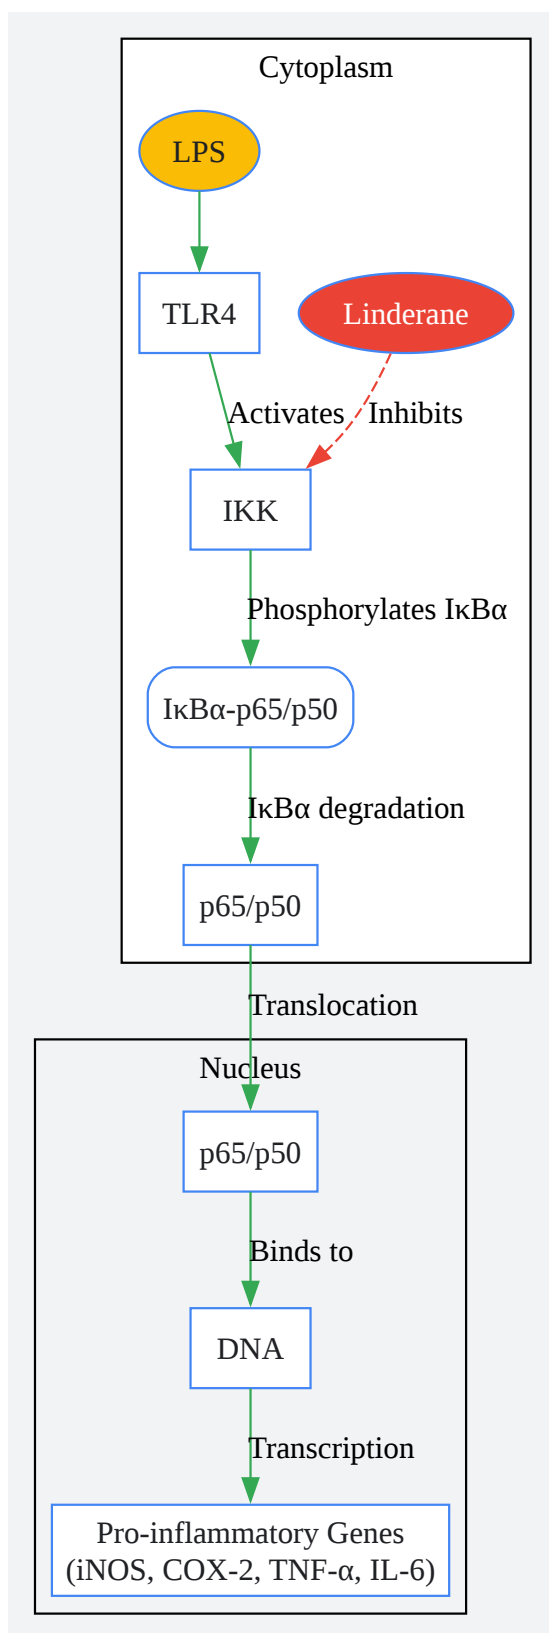 Cytoplasm
LPS
TLR4
Linderane
Activates
Inhibits
IKK
Phosphorylates IκBα
IκBα-p65/p50
IκBα degradation
p65/p50
Translocation
Nucleus
p65/p50
Binds to
DNA
Transcription
Pro-inflammatory Genes
(iNOS, COX-2, TNF-α, IL-6)